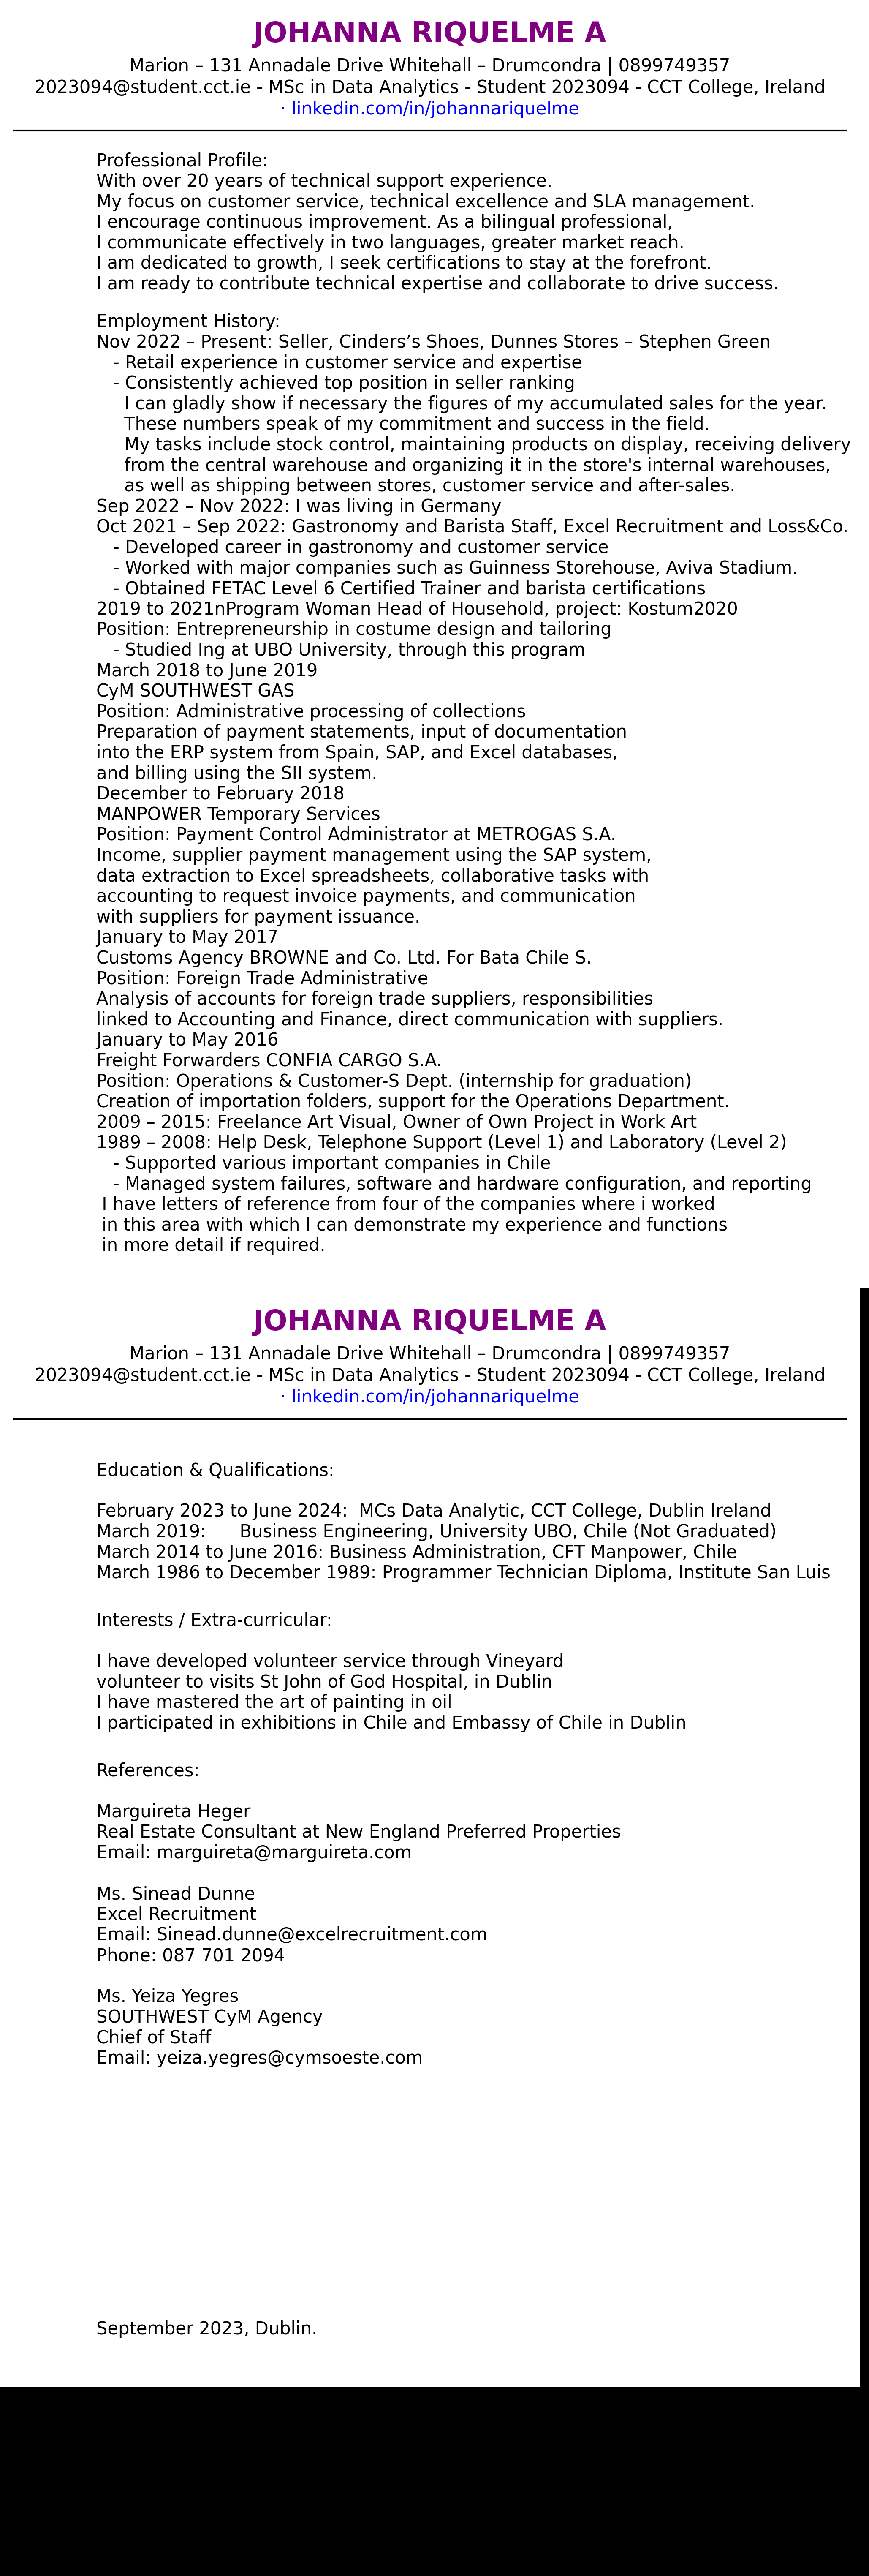 JOHANNA RIQUELME A
Marion – 131 Annadale Drive Whitehall – Drumcondra | 0899749357
2023094@student.cct.ie - MSc in Data Analytics - Student 2023094 - CCT College, Ireland
· linkedin.com/in/johannariquelme
Professional Profile:
With over 20 years of technical support experience.
My focus on customer service, technical excellence and SLA management.
I encourage continuous improvement. As a bilingual professional,
I communicate effectively in two languages, greater market reach.
I am dedicated to growth, I seek certifications to stay at the forefront.
I am ready to contribute technical expertise and collaborate to drive success.
Employment History:
Nov 2022 – Present: Seller, Cinders’s Shoes, Dunnes Stores – Stephen Green
- Retail experience in customer service and expertise
- Consistently achieved top position in seller ranking
I can gladly show if necessary the figures of my accumulated sales for the year.
These numbers speak of my commitment and success in the field.
My tasks include stock control, maintaining products on display, receiving delivery
from the central warehouse and organizing it in the store's internal warehouses,
as well as shipping between stores, customer service and after-sales.
Sep 2022 – Nov 2022: I was living in Germany
Oct 2021 – Sep 2022: Gastronomy and Barista Staff, Excel Recruitment and Loss&Co.
- Developed career in gastronomy and customer service
- Worked with major companies such as Guinness Storehouse, Aviva Stadium.
- Obtained FETAC Level 6 Certified Trainer and barista certifications
2019 to 2021nProgram Woman Head of Household, project: Kostum2020
Position: Entrepreneurship in costume design and tailoring
- Studied Ing at UBO University, through this program
March 2018 to June 2019
CyM SOUTHWEST GAS
Position: Administrative processing of collections
Preparation of payment statements, input of documentation
into the ERP system from Spain, SAP, and Excel databases,
and billing using the SII system.
December to February 2018
MANPOWER Temporary Services
Position: Payment Control Administrator at METROGAS S.A.
Income, supplier payment management using the SAP system,
data extraction to Excel spreadsheets, collaborative tasks with
accounting to request invoice payments, and communication
with suppliers for payment issuance.
January to May 2017
Customs Agency BROWNE and Co. Ltd. For Bata Chile S.
Position: Foreign Trade Administrative
Analysis of accounts for foreign trade suppliers, responsibilities
linked to Accounting and Finance, direct communication with suppliers.
January to May 2016
Freight Forwarders CONFIA CARGO S.A.
Position: Operations & Customer-S Dept. (internship for graduation)
Creation of importation folders, support for the Operations Department.
2009 – 2015: Freelance Art Visual, Owner of Own Project in Work Art
1989 – 2008: Help Desk, Telephone Support (Level 1) and Laboratory (Level 2)
- Supported various important companies in Chile
- Managed system failures, software and hardware configuration, and reporting
I have letters of reference from four of the companies where i worked
in this area with which I can demonstrate my experience and functions
in more detail if required.
JOHANNA RIQUELME A
Marion – 131 Annadale Drive Whitehall – Drumcondra | 0899749357
2023094@student.cct.ie - MSc in Data Analytics - Student 2023094 - CCT College, Ireland
· linkedin.com/in/johannariquelme
Education & Qualifications:
February 2023 to June 2024:  MCs Data Analytic, CCT College, Dublin Ireland
March 2019:      Business Engineering, University UBO, Chile (Not Graduated)
March 2014 to June 2016: Business Administration, CFT Manpower, Chile
March 1986 to December 1989: Programmer Technician Diploma, Institute San Luis
Interests / Extra-curricular:
I have developed volunteer service through Vineyard
volunteer to visits St John of God Hospital, in Dublin
I have mastered the art of painting in oil
I participated in exhibitions in Chile and Embassy of Chile in Dublin
References:
Marguireta Heger
Real Estate Consultant at New England Preferred Properties
Email: marguireta@marguireta.com
Ms. Sinead Dunne
Excel Recruitment
Email: Sinead.dunne@excelrecruitment.com
Phone: 087 701 2094
Ms. Yeiza Yegres
SOUTHWEST CyM Agency
Chief of Staff
Email: yeiza.yegres@cymsoeste.com
September 2023, Dublin.